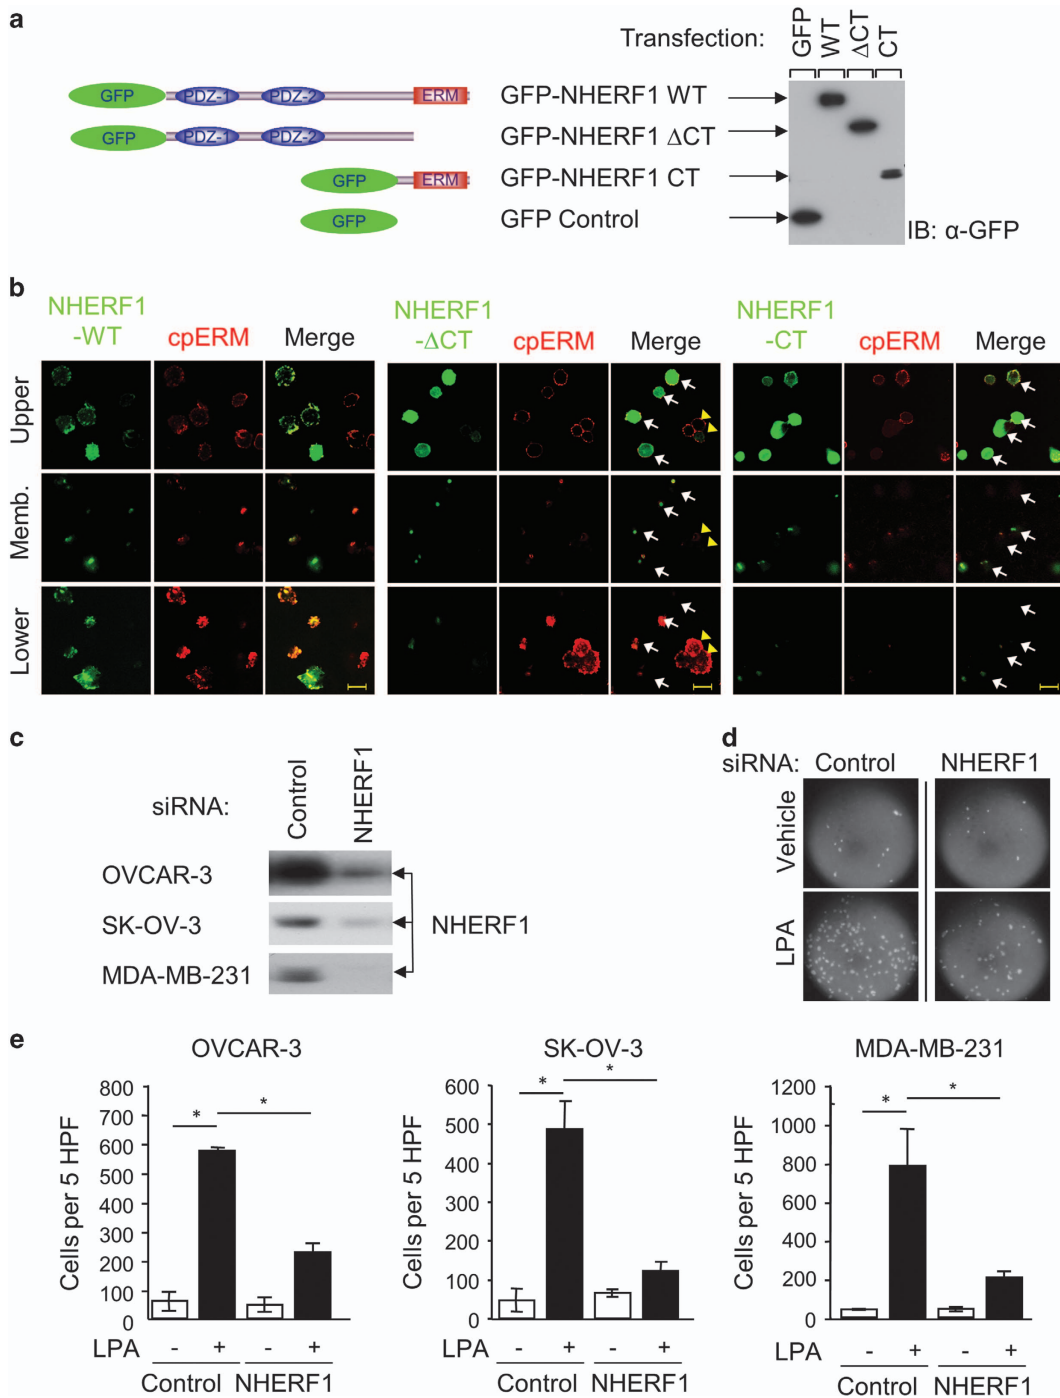 a
Transfection:
GFP
WT
ΔCT
CT
GFP PDZ-1 PDZ-2 ERM
GFP-NHERF1 WT
GFP PDZ-1 PDZ-2
GFP-NHERF1 ΔCT
GFP ERM
GFP-NHERF1 CT
GFP
GFP Control
IB: α-GFP
b
NHERF1
-WT
cpERM
Merge
NHERF1
-ΔCT
cpERM
Merge
NHERF1
-CT
cpERM
Merge
Upper
Memb.
Lower
c
siRNA:
Control
NHERF1
OVCAR-3
SK-OV-3
MDA-MB-231
NHERF1
d
siRNA: Control NHERF1
Vehicle
LPA
e
OVCAR-3
Cells per 5 HPF
800
700
600
500
400
300
200
100
0
* *
LPA - + - +
Control NHERF1
SK-OV-3
Cells per 5 HPF
600
500
400
300
200
100
0
* *
LPA - + - +
Control NHERF1
MDA-MB-231
Cells per 5 HPF
1200
1000
800
600
400
200
0
* *
LPA - + - +
Control NHERF1